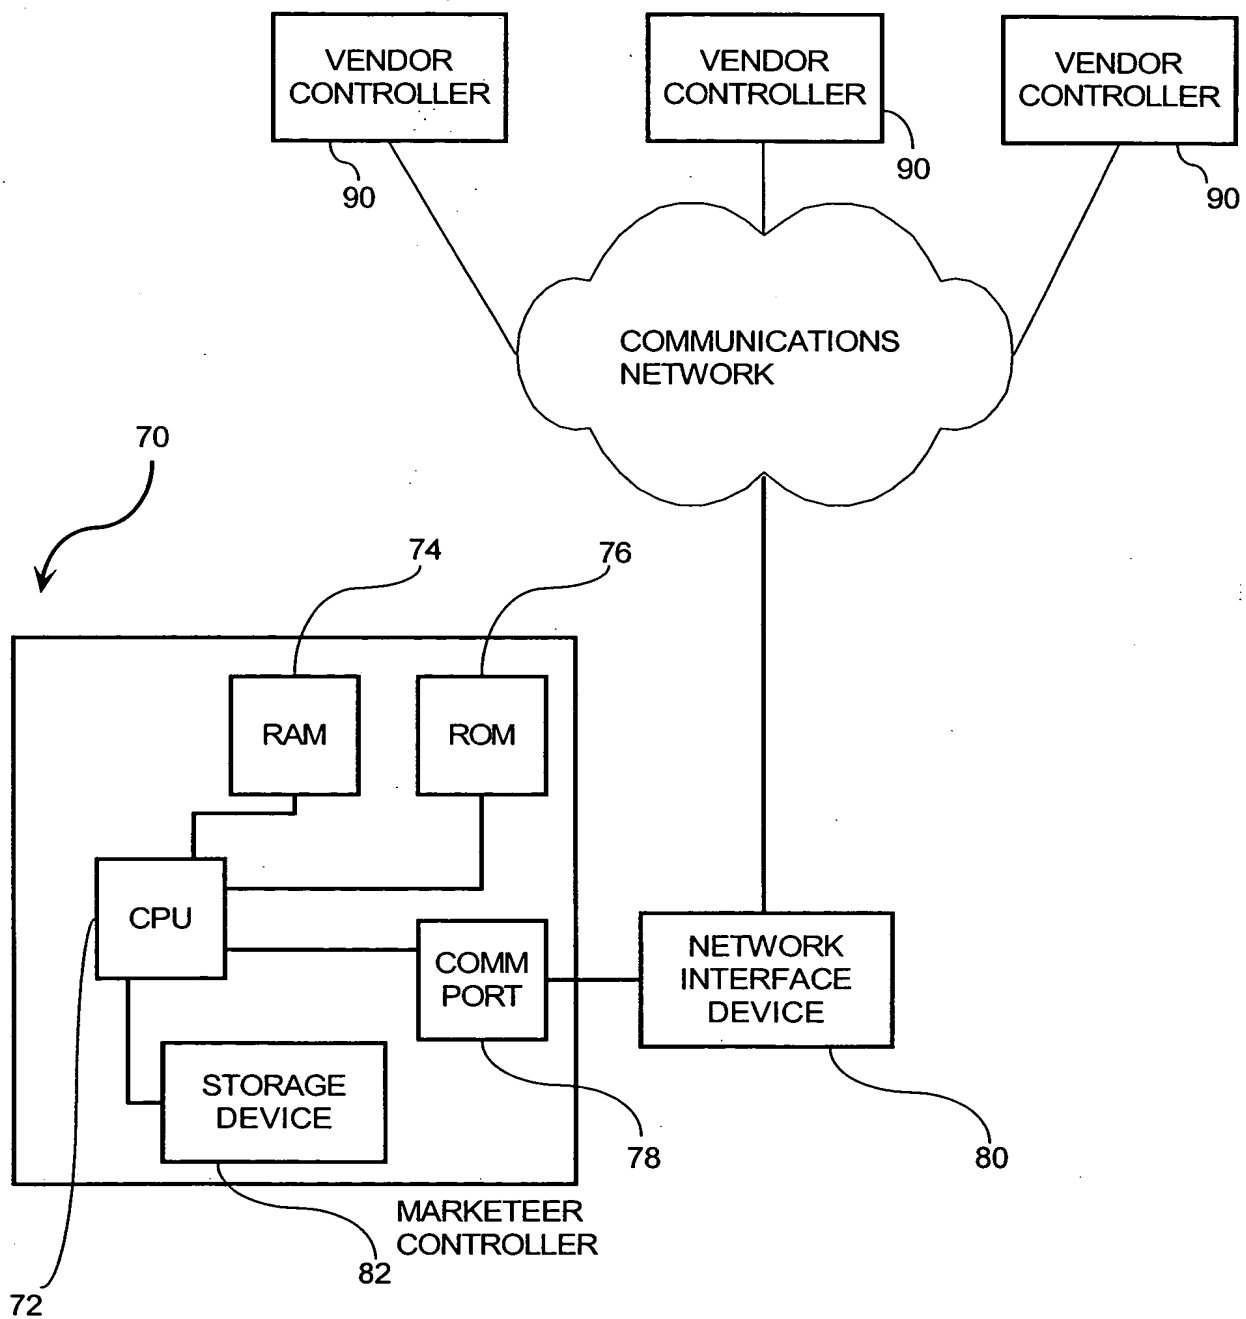 VENDOR
CONTROLLER
90
VENDOR
CONTROLLER
90
VENDOR
CONTROLLER
90
COMMUNICATIONS
NETWORK
70
74
76
RAM
ROM
CPU
COMM
PORT
NETWORK
INTERFACE
DEVICE
STORAGE
DEVICE
78
80
MARKETEER
CONTROLLER
82
72